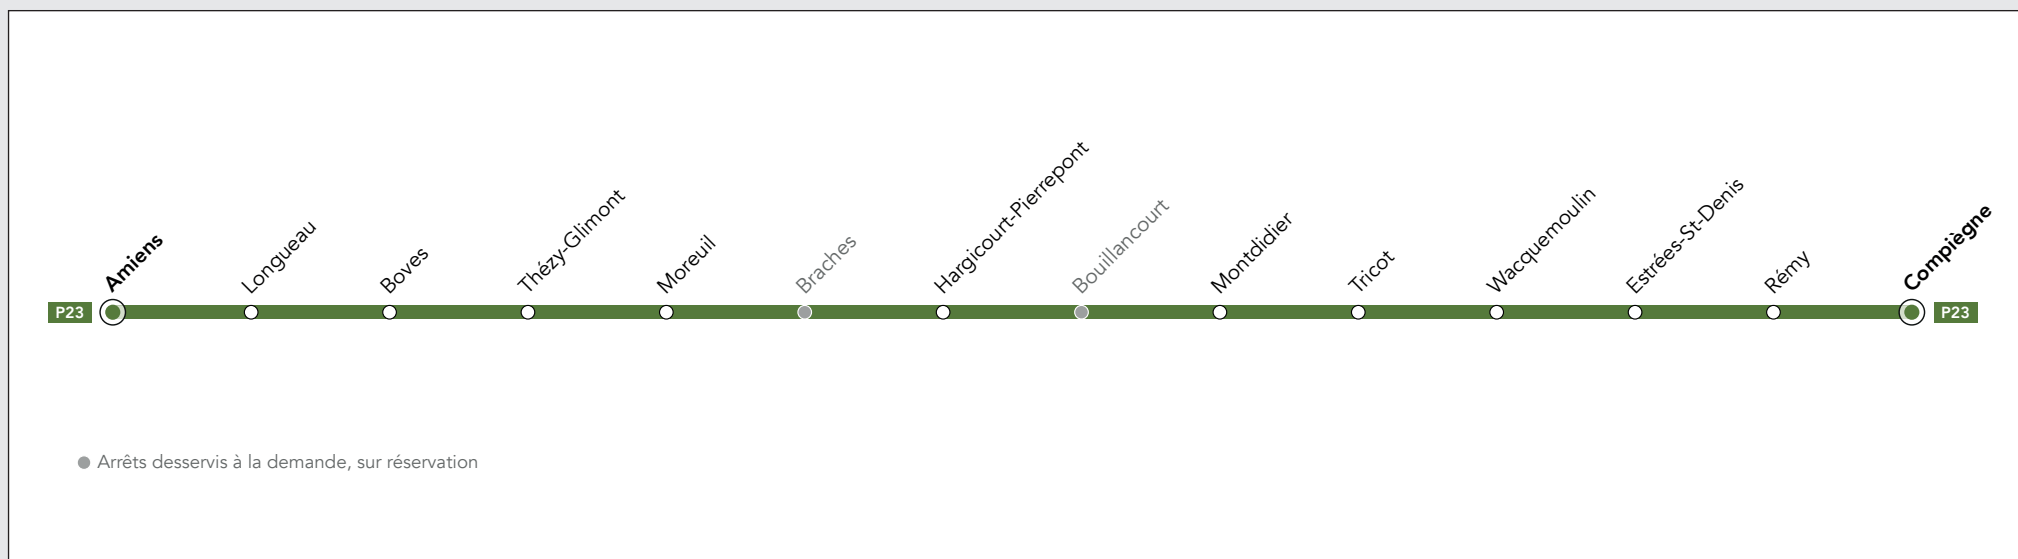 Amiens
Longueau
Boves
Thézy-Glimont
Moreuil
Braches
Hargicourt-Pierrepont
Bouillancourt
Montdidier
Tricot
Wacquemoulin
Estrées-St-Denis
Rémy
Compiègne
P23
P23
Arrêts desservis à la demande, sur réservation